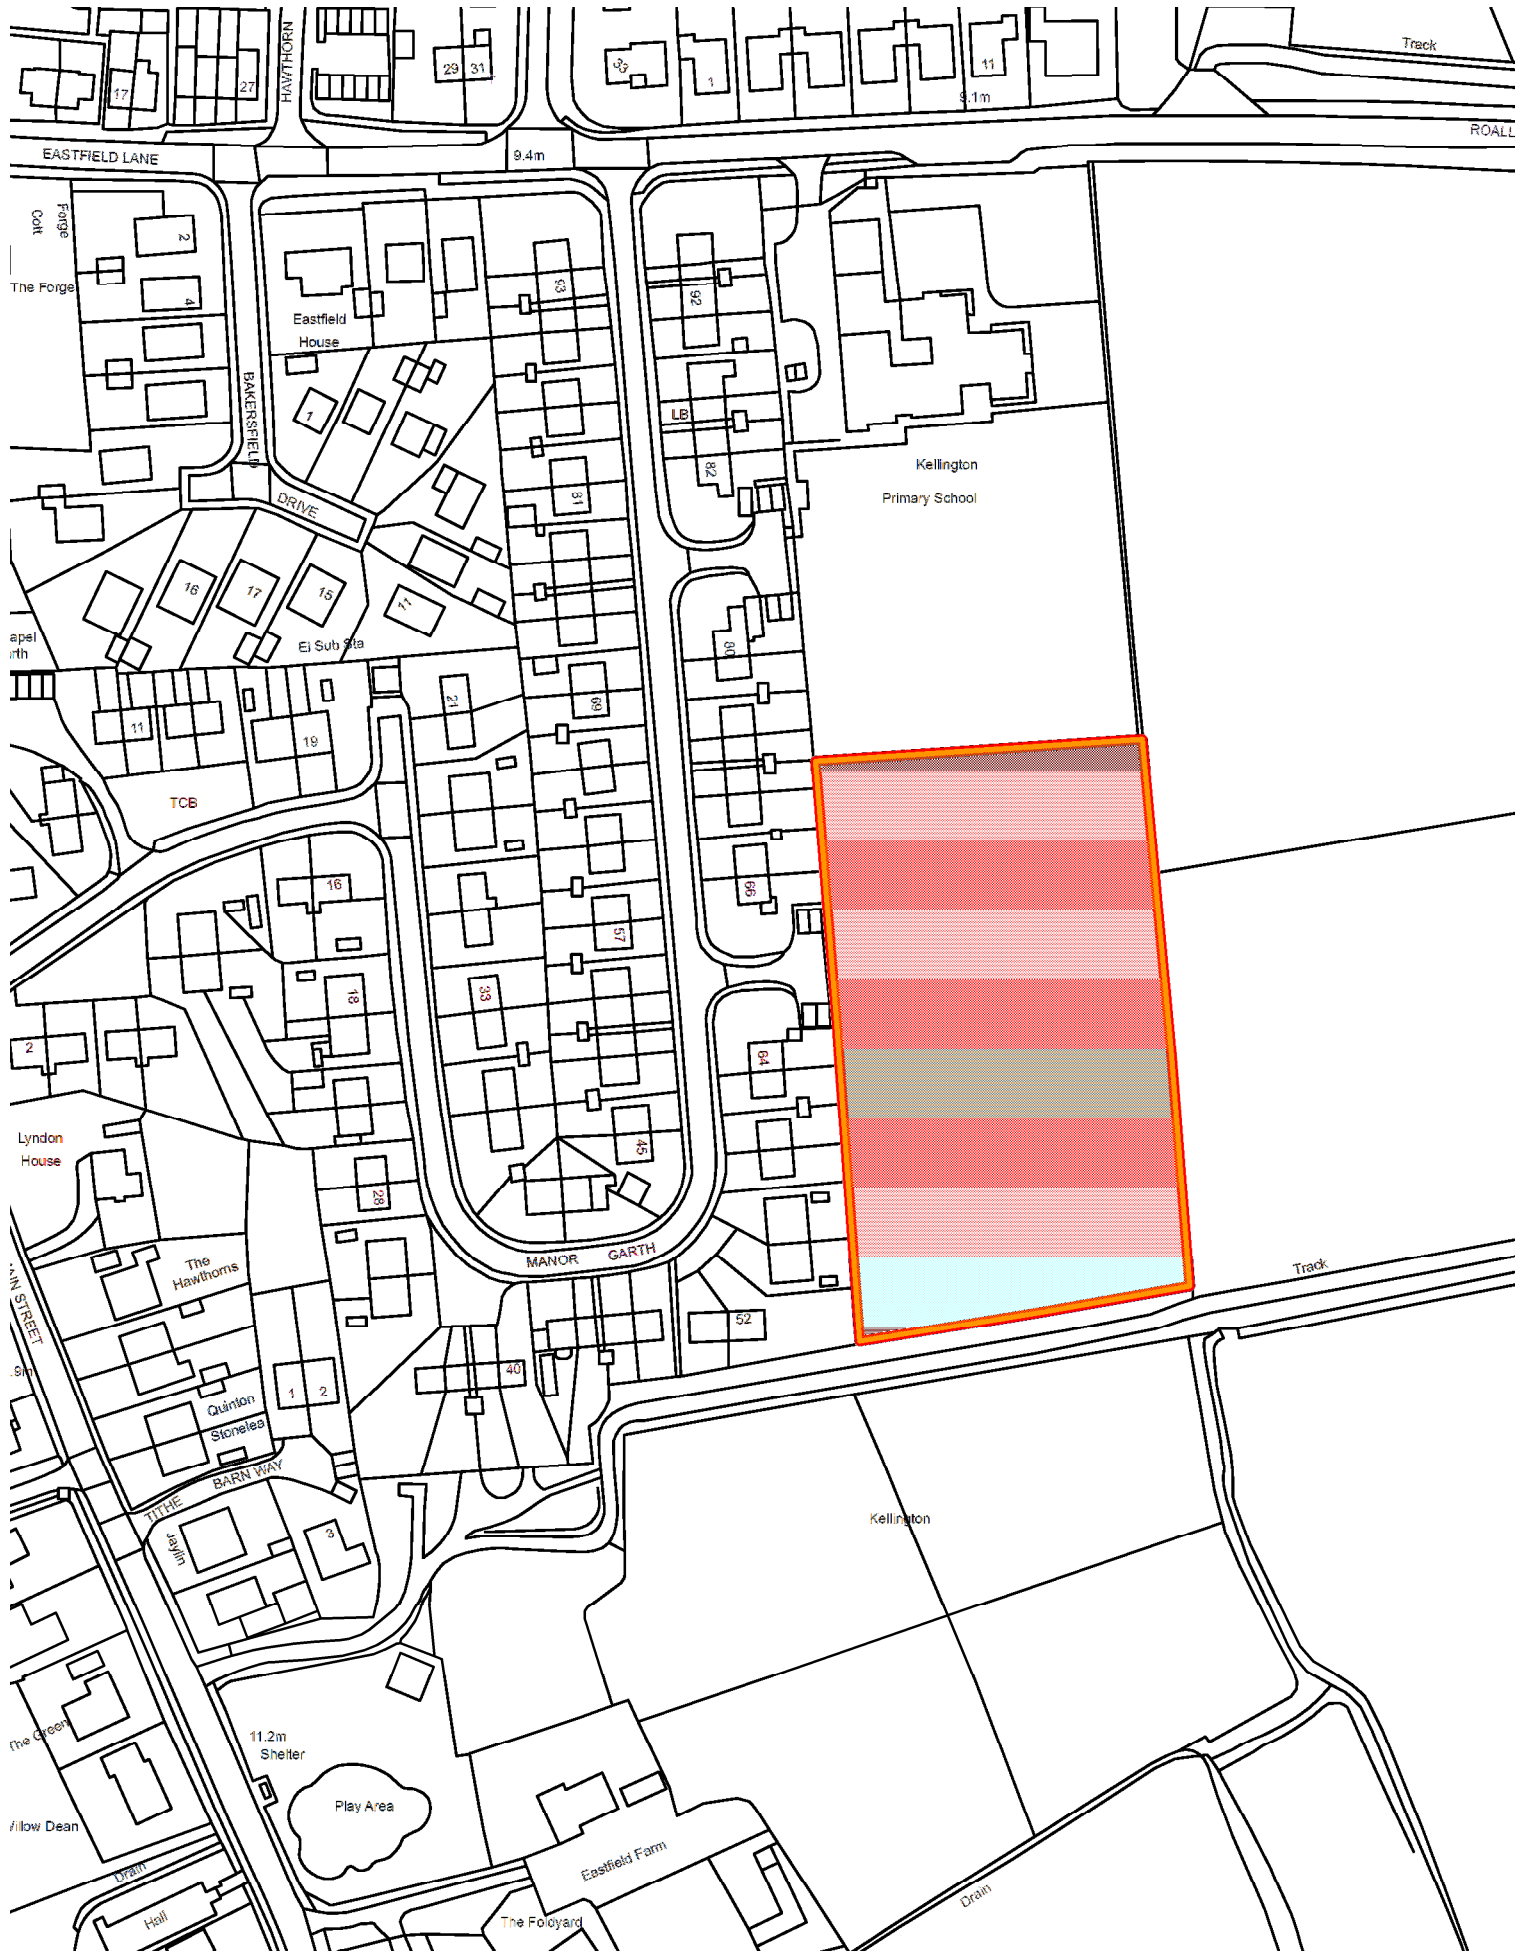 Track
HAWTHORN
29 31
33
1
11
17
27
9.1m
ROALL
EASTFIELD LANE
9.4m
Forge
Cott
2
The Forge
4
93
92
Eastfield
House
BAKERSFIELD
1
LB
82
Kellington
Primary School
81
DRIVE
16
17
15
11
El Sub Sta
80
21
69
11
19
TCB
16
66
57
18
33
2
64
Lyndon
House
45
28
The
Hawthorns
MANOR GARTH
Track
52
40
1 2
Quinton
Stonelea
TITHE BARN WAY
Jaylin
3
Kellington
The Green
11.2m
Shelter
Play Area
Drain
Eastfield Farm
Hall
The Foldyard
Drain